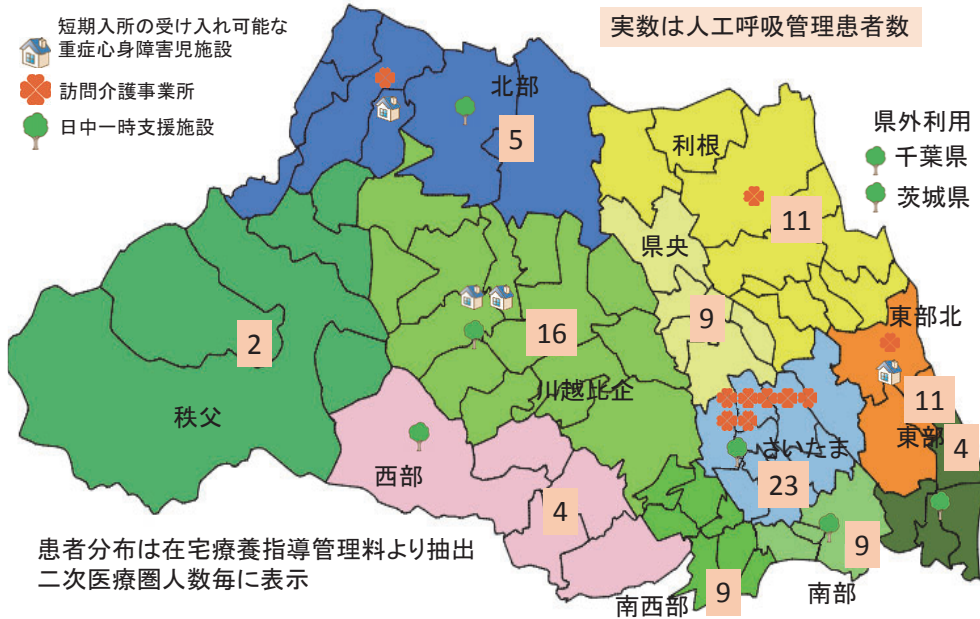 短期入所の受け入れ可能な
重症心身障害児施設
訪問介護事業所
日中一時支援施設
実数は人工呼吸管理患者数
県外利用
千葉県
茨城県
北部
5
利根
11
県央
9
東部北
11
東部
4
秩父
2
16
川越比企
さいたま
23
西部
4
南西部
9
南部
9
患者分布は在宅療養指導管理料より抽出
二次医療圏人数毎に表示